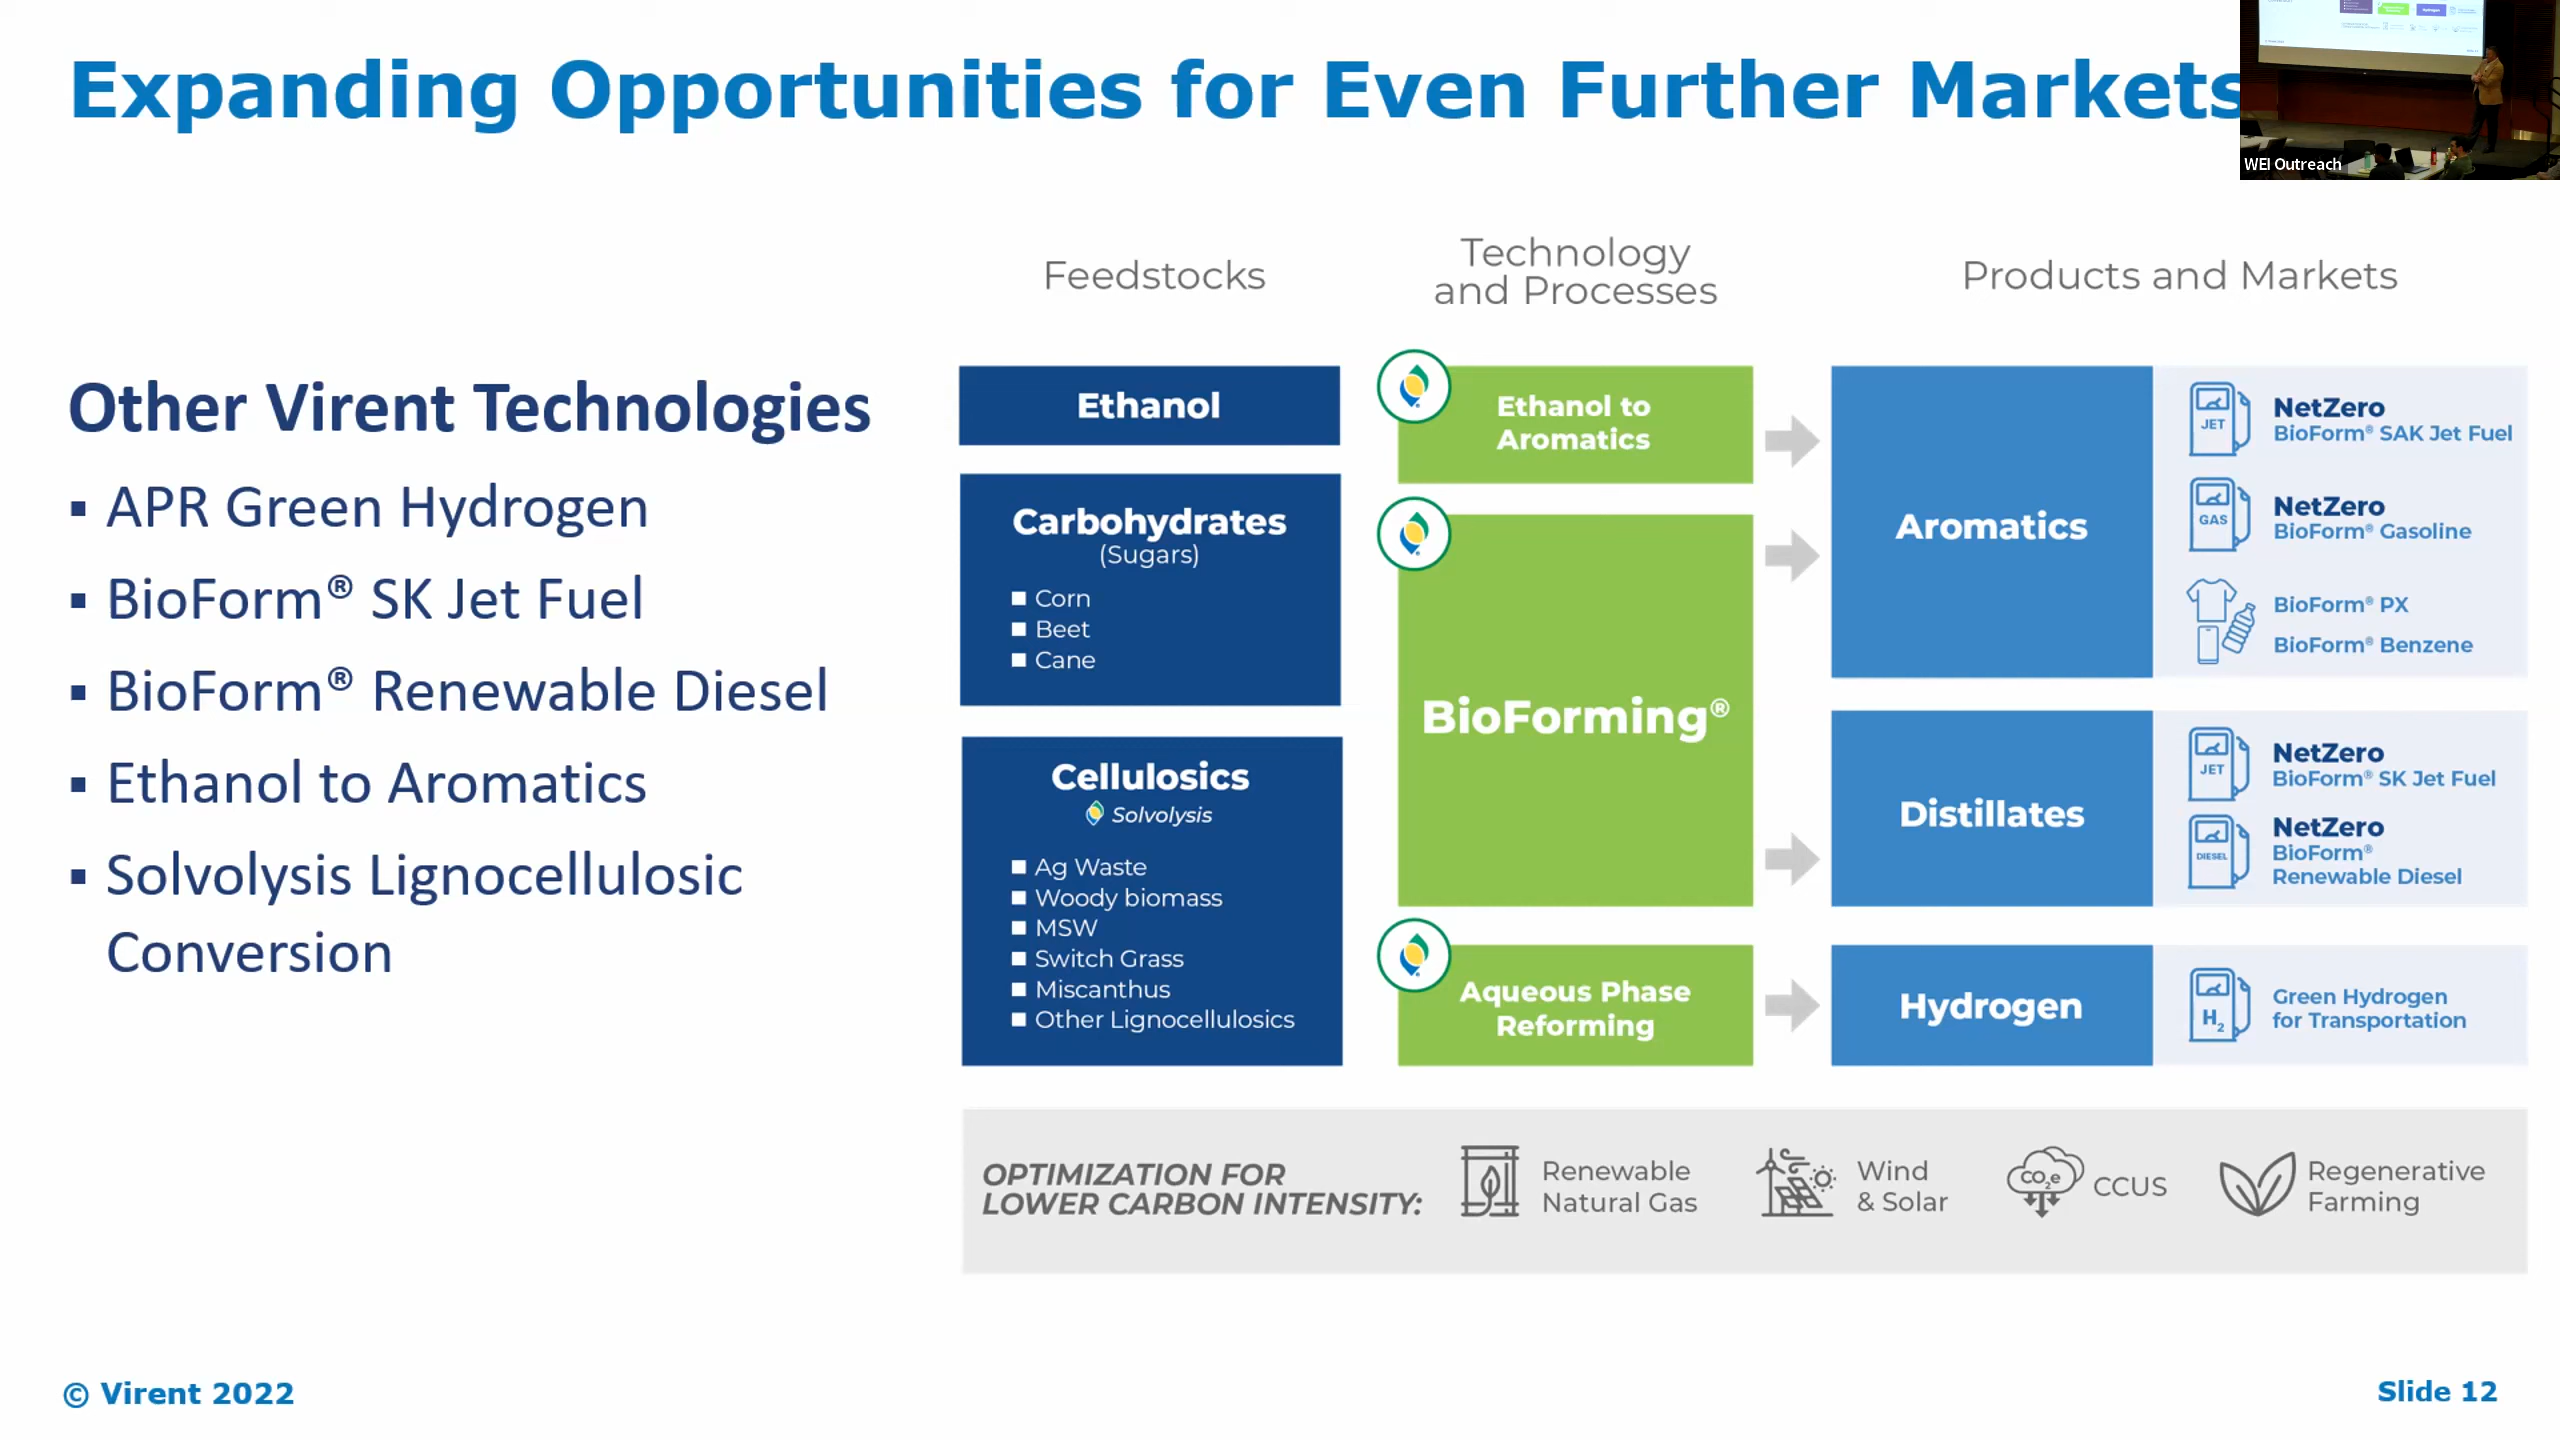 Expanding Opportunities for Even Further Markets
WEI Outreach
Feedstocks
Technology
and Processes
Products and Markets
Other Virent Technologies
▪ APR Green Hydrogen
▪ BioForm® SK Jet Fuel
▪ BioForm® Renewable Diesel
▪ Ethanol to Aromatics
▪ Solvolysis Lignocellulosic
Conversion
Ethanol
Carbohydrates
(Sugars)
■ Corn
■ Beet
■ Cane
Cellulosics
Solvolysis
■ Ag Waste
■ Woody biomass
■ MSW
■ Switch Grass
■ Miscanthus
■ Other Lignocellulosics
Ethanol to
Aromatics
BioForming®
Aqueous Phase
Reforming
Aromatics
JET
NetZero
BioForm® SAK Jet Fuel
GAS
NetZero
BioForm® Gasoline
BioForm® PX
BioForm® Benzene
Distillates
JET
NetZero
BioForm® SK Jet Fuel
DIESEL
NetZero
BioForm®
Renewable Diesel
Hydrogen
H₂
Green Hydrogen
for Transportation
OPTIMIZATION FOR
LOWER CARBON INTENSITY:
Renewable
Natural Gas
Wind
& Solar
CO₂e
CCUS
Regenerative
Farming
© Virent 2022
Slide 12